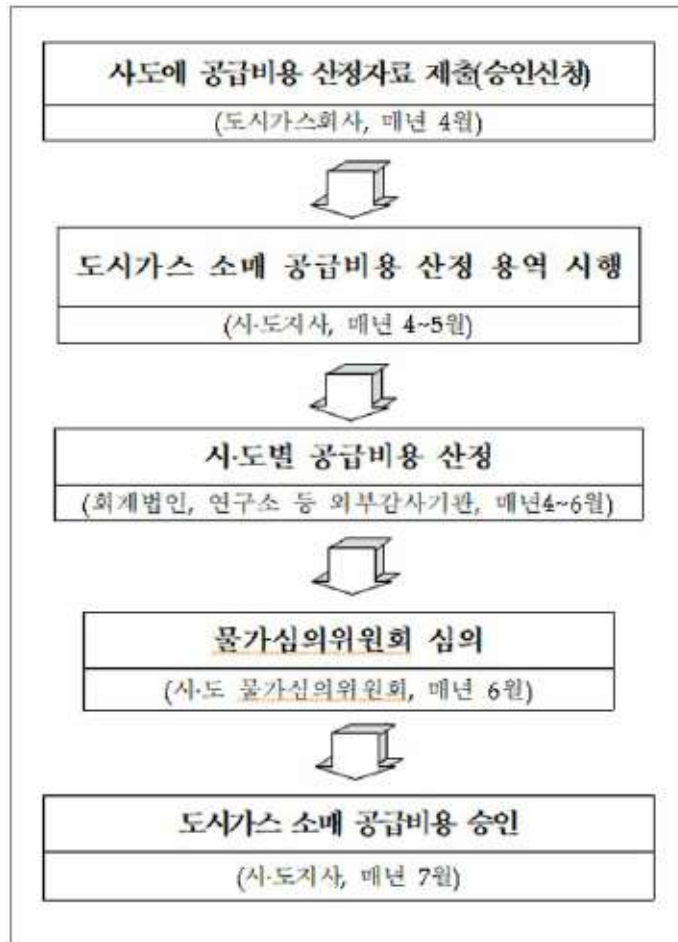 시·도에 공급비용 산정자료 제출(승인신청)
(도시가스회사, 매년 4월)
도시가스 소매 공급비용 산정 용역 시행
(시·도지사, 매년 4~5월)
시·도별 공급비용 산정
(회계법인, 연구소 등 외부감사기관, 매년4~6월)
물가심의위원회 심의
(시·도 물가심의위원회, 매년 6월)
도시가스 소매 공급비용 승인
(시·도지사, 매년 7월)